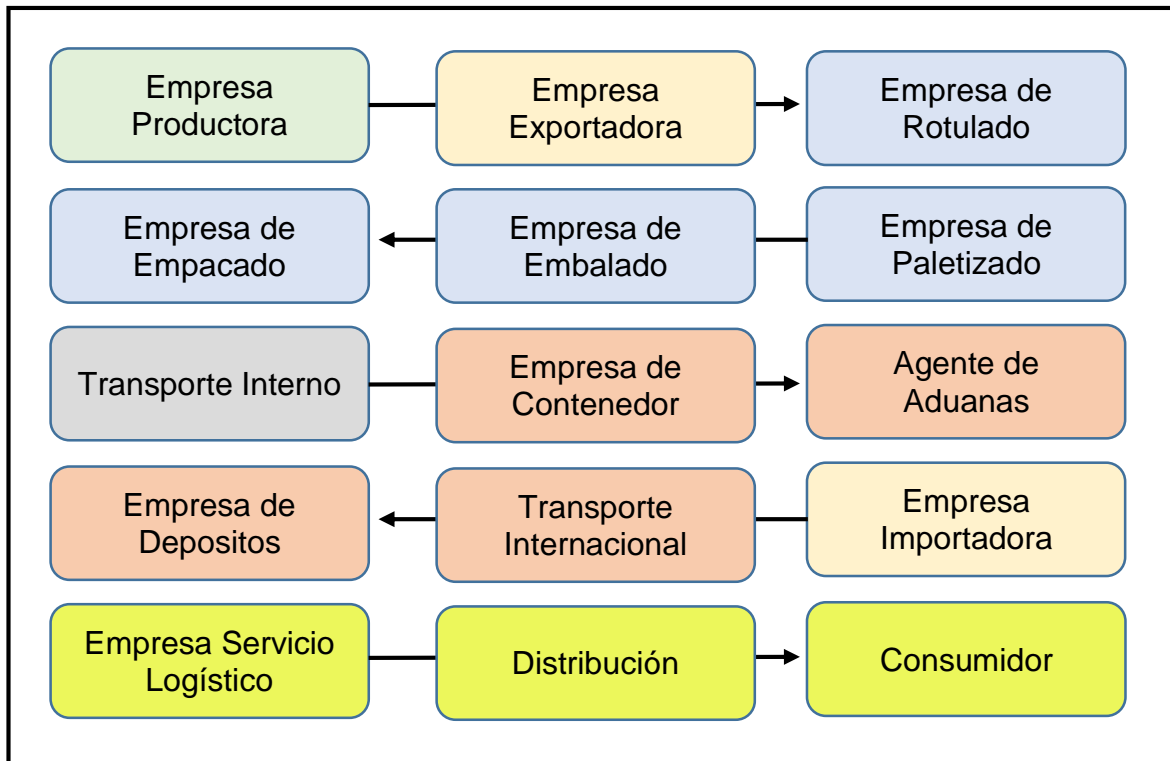 Empresa
Productora
Empresa
Exportadora
Empresa de
Rotulado
Empresa de
Empacado
Empresa de
Embalado
Empresa de
Paletizado
Transporte Interno
Empresa de
Contenedor
Agente de
Aduanas
Empresa de
Depositos
Transporte
Internacional
Empresa
Importadora
Empresa Servicio
Logístico
Distribución
Consumidor